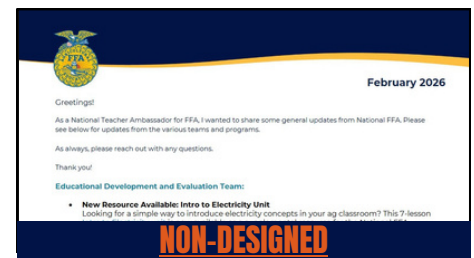 FFA
February 2026
Greetings!
As a National Teacher Ambassador for FFA, I wanted to share some general updates from National FFA. Please
see below for updates from the various teams and programs.
As always, please reach out with any questions.
Thank you!
Educational Development and Evaluation Team:
• New Resource Available: Intro to Electricity Unit
Looking for a simple way to introduce electricity concepts in your ag classroom? This 7-lesson
NON-DESIGNED